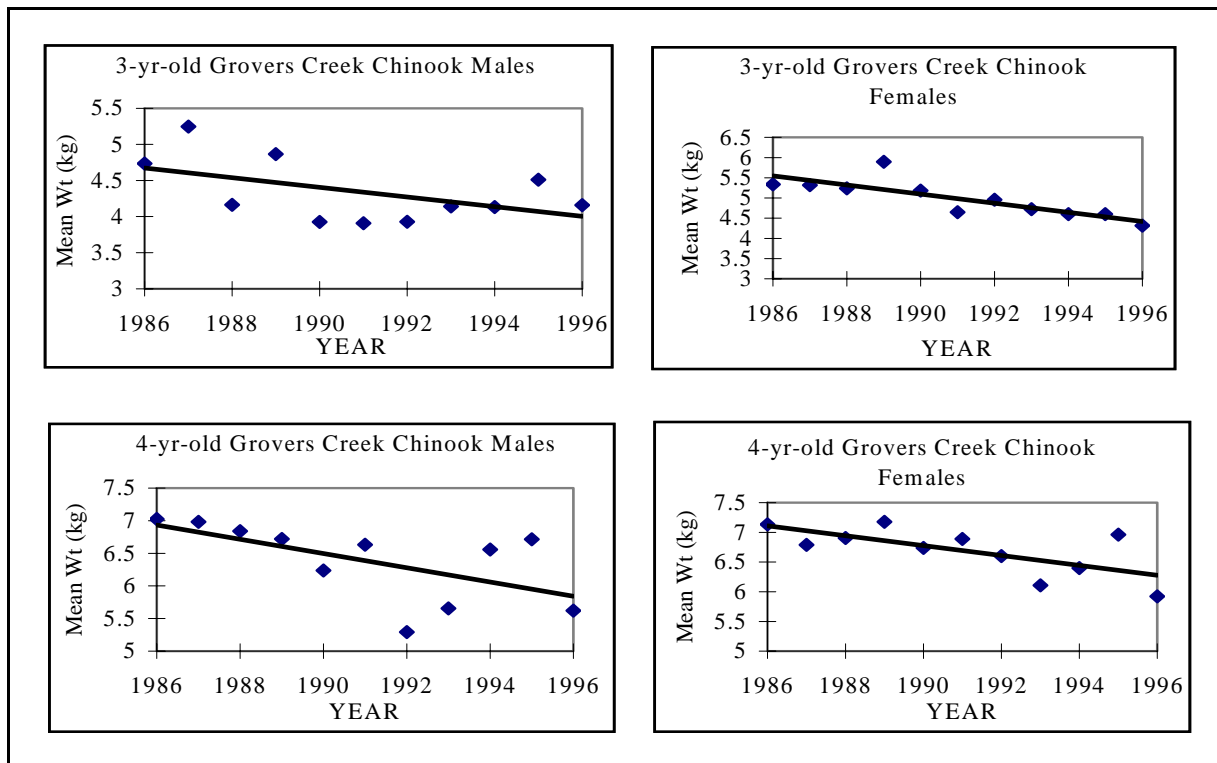 3-yr-old Grovers Creek Chinook Males
Mean Wt (kg)
5.5
5
4.5
4
3.5
3
1986 1988 1990 1992 1994 1996
YEAR
3-yr-old Grovers Creek Chinook
Females
Mean Wt (kg)
6.5
6
5.5
5
4.5
4
3.5
3
1986 1988 1990 1992 1994 1996
YEAR
4-yr-old Grovers Creek Chinook Males
Mean Wt (kg)
7.5
7
6.5
6
5.5
5
1986 1988 1990 1992 1994 1996
YEAR
4-yr-old Grovers Creek Chinook
Females
Mean Wt (kg)
7.5
7
6.5
6
5.5
5
1986 1988 1990 1992 1994 1996
YEAR